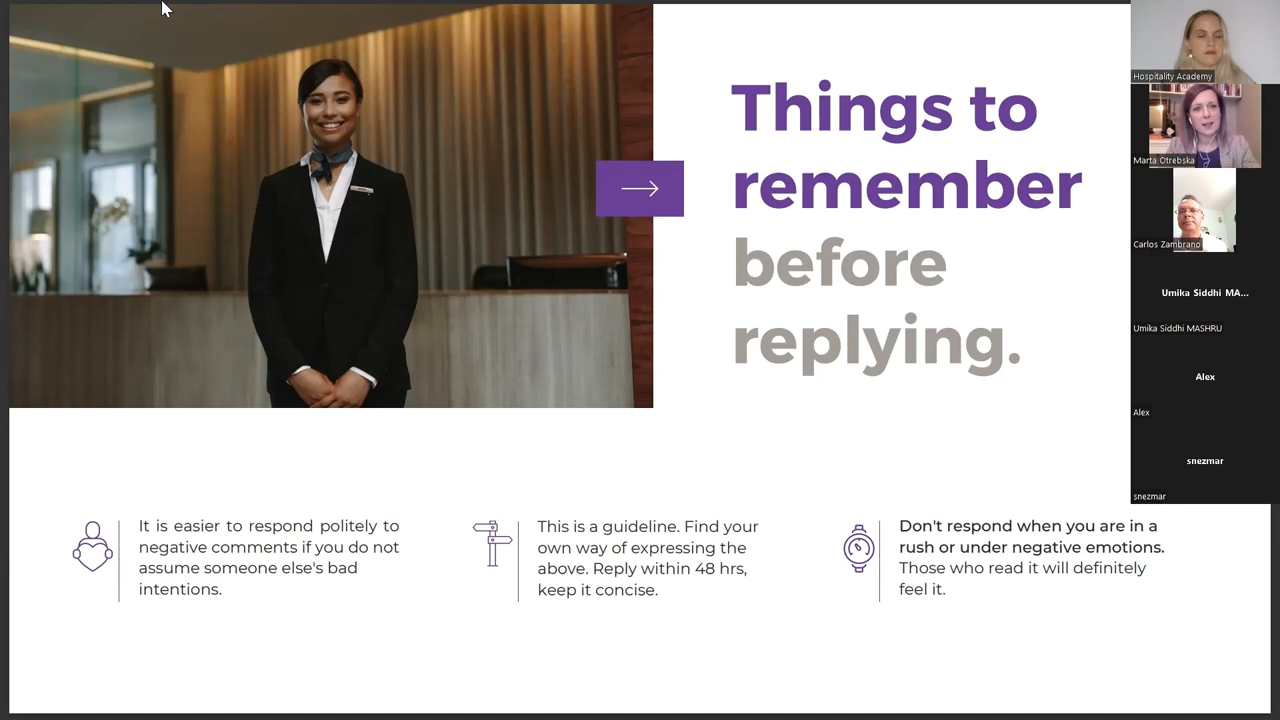 Things to
remember
before
replying.
It is easier to respond politely to
negative comments if you do not
assume someone else's bad
intentions.
This is a guideline. Find your
own way of expressing the
above. Reply within 48 hrs,
keep it concise.
Don't respond when you are in a
rush or under negative emotions.
Those who read it will definitely
feel it.
Hospitality Academy
Marta Otrebska
Carlos Zambrano
Umika Siddhi MA...
Umika Siddhi MASHRU
Alex
Alex
snezmar
snezmar